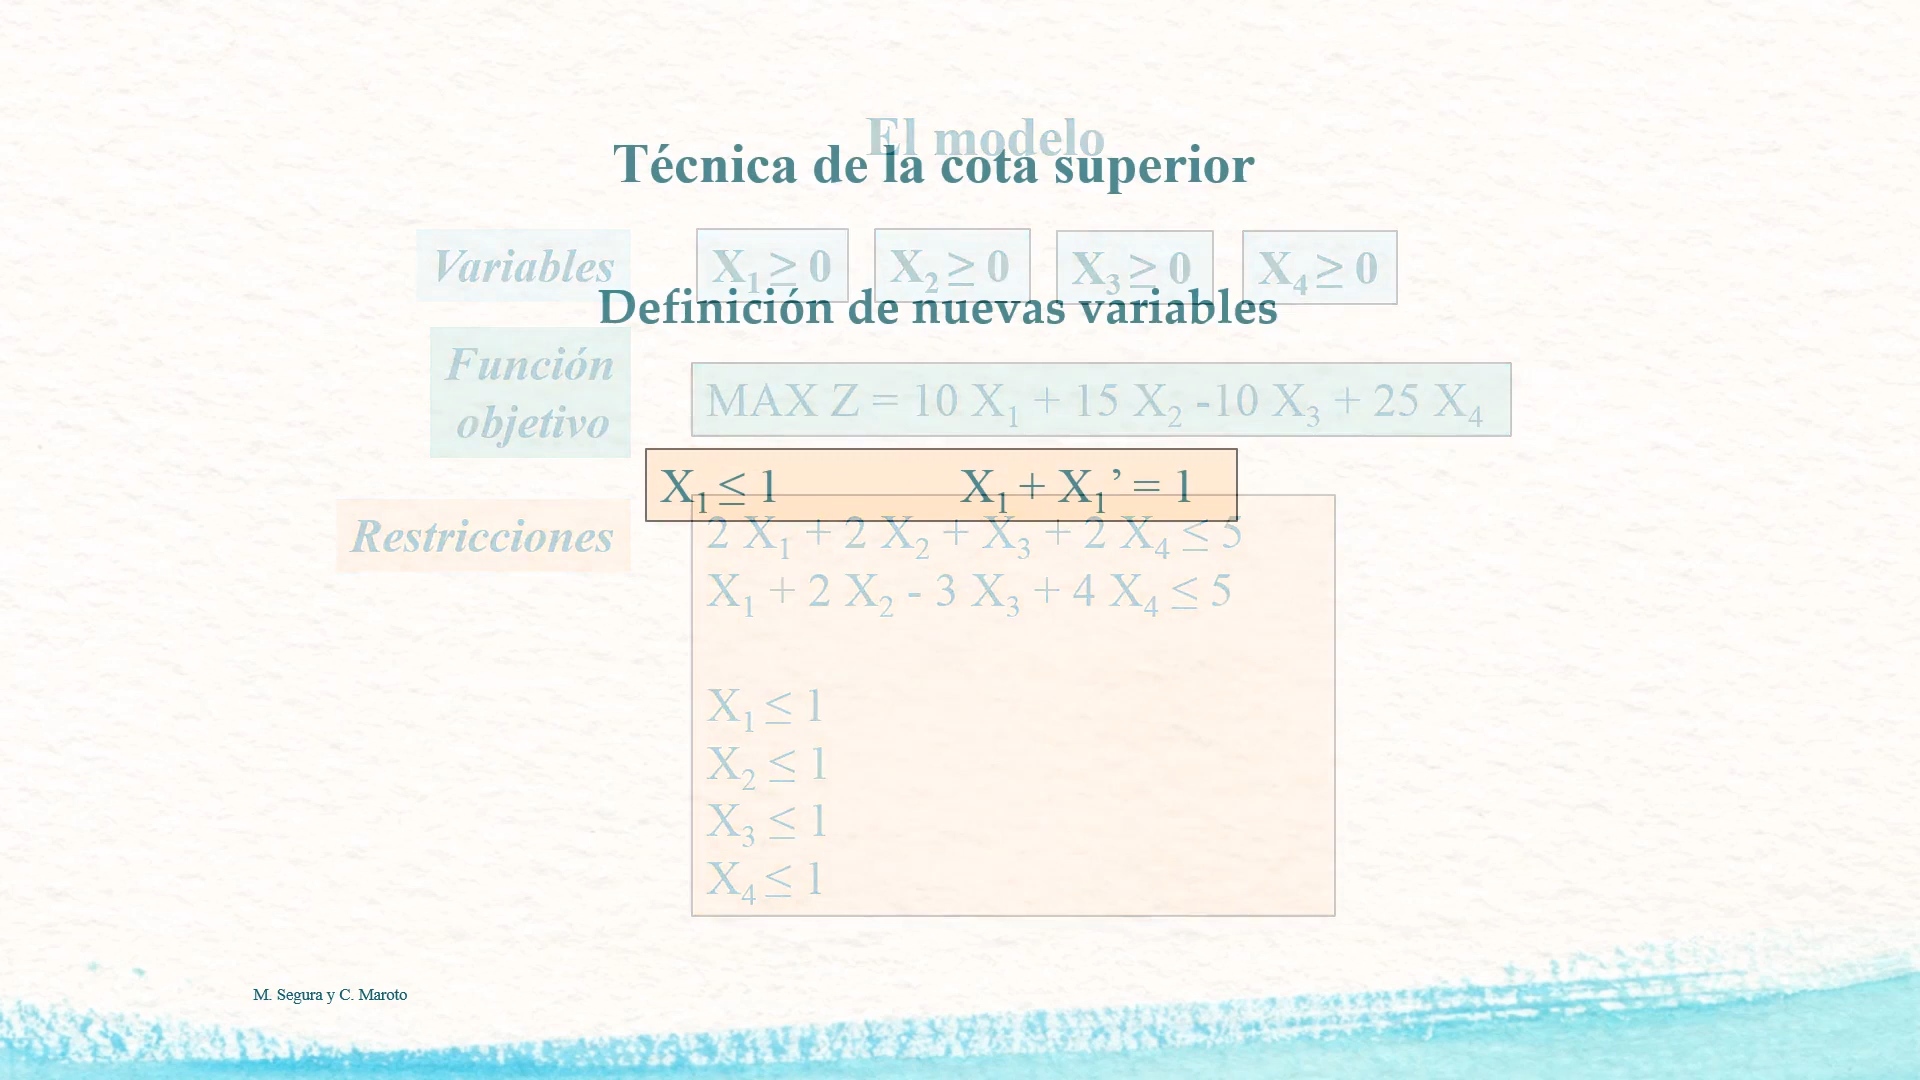 El modelo
Técnica de la cota superior
Variables X₁ ≥ 0 X₂ ≥ 0 X₃ ≥ 0 X₄ ≥ 0
Definición de nuevas variables
Función
objetivo
MAX Z = 10 X₁ + 15 X₂ -10 X₃ + 25 X₄
X₁ ≤ 1 X₁ + X₁’ = 1
Restricciones
2 X₁ + 2 X₂ + X₃ + 2 X₄ ≤ 5
X₁ + 2 X₂ - 3 X₃ + 4 X₄ ≤ 5
X₁ ≤ 1
X₂ ≤ 1
X₃ ≤ 1
X₄ ≤ 1
M. Segura y C. Maroto